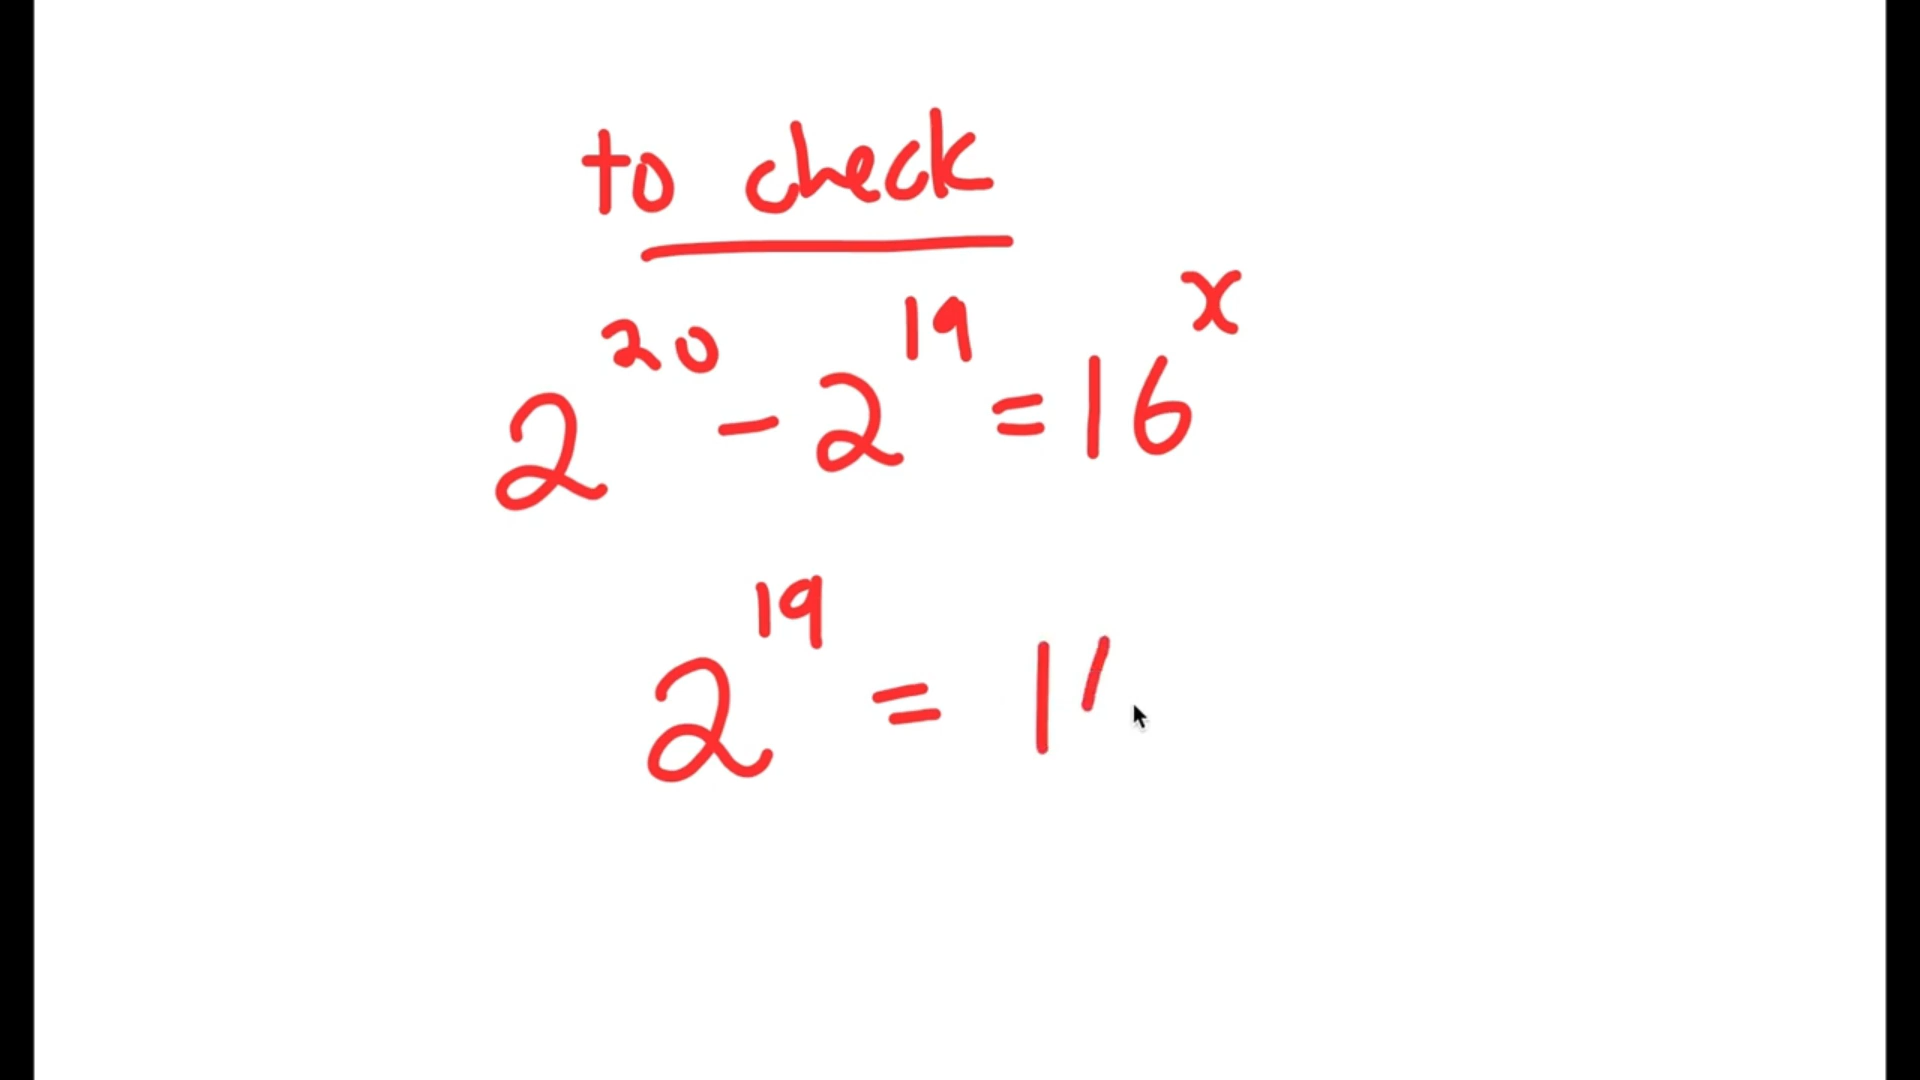 to check
2^20 - 2^19 = 16^x
2^19 = 1